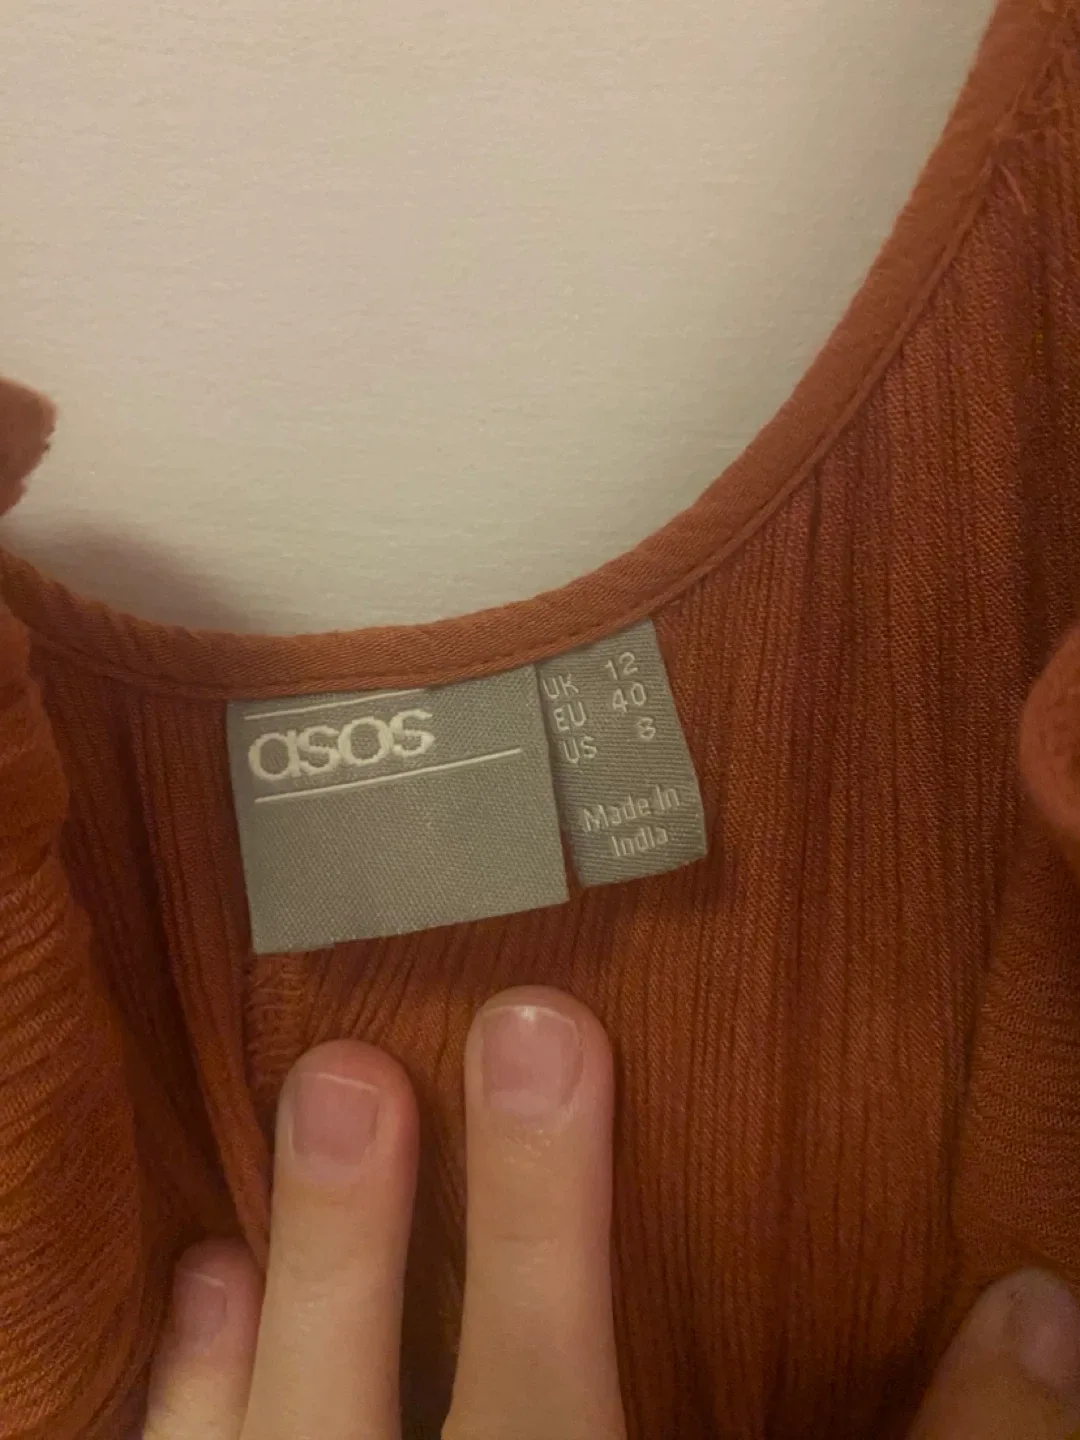 asos
UK 12
EU 40
US 8
Made In
India